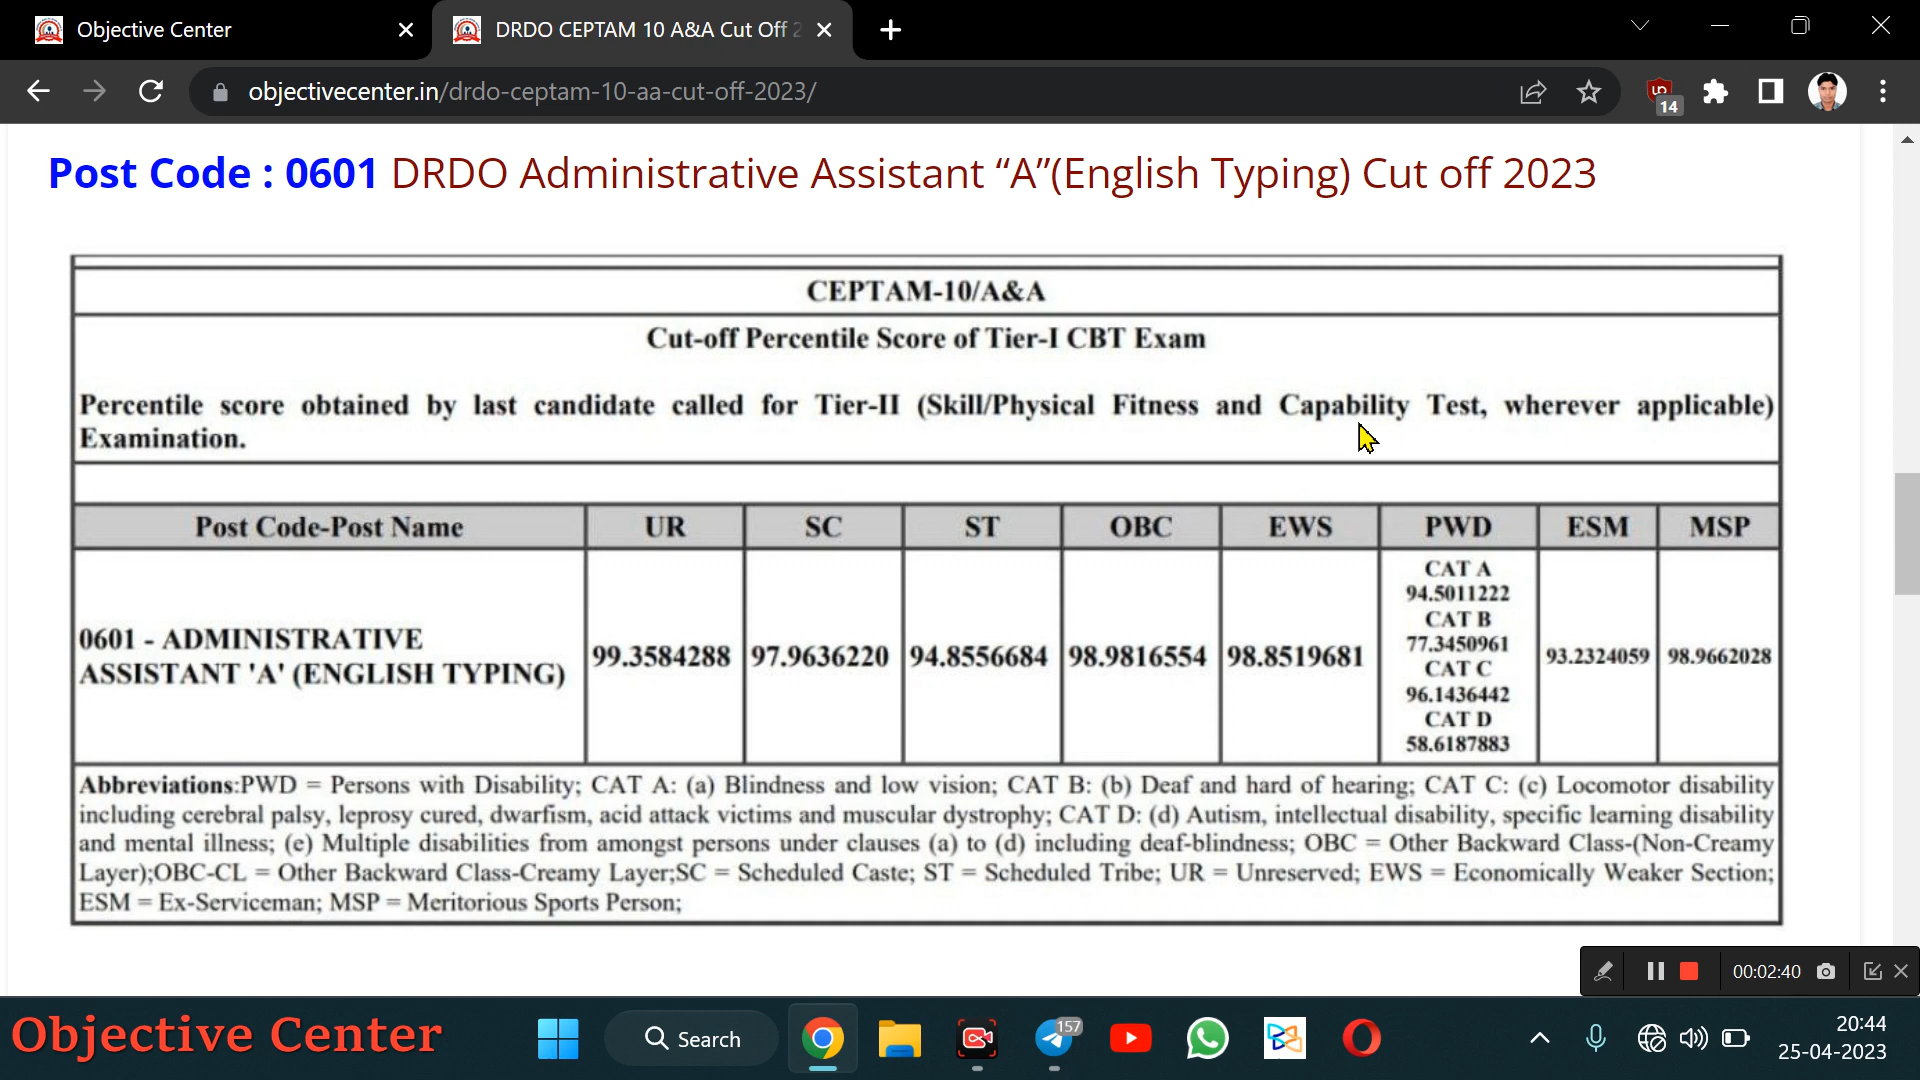 Objective Center
DRDO CEPTAM 10 A&A Cut Off 2
objectivecenter.in/drdo-ceptam-10-aa-cut-off-2023/
14
Post Code : 0601 DRDO Administrative Assistant “A”(English Typing) Cut off 2023
CEPTAM-10/A&A
Cut-off Percentile Score of Tier-I CBT Exam
Percentile score obtained by last candidate called for Tier-II (Skill/Physical Fitness and Capability Test, wherever applicable)
Examination.
Post Code-Post Name UR SC ST OBC EWS PWD ESM MSP
0601 - ADMINISTRATIVE
ASSISTANT 'A' (ENGLISH TYPING)
99.3584288 97.9636220 94.8556684 98.9816554 98.8519681
CAT A
94.5011222
CAT B
77.3450961
CAT C
96.1436442
CAT D
58.6187883
93.2324059 98.9662028
Abbreviations:PWD = Persons with Disability; CAT A: (a) Blindness and low vision; CAT B: (b) Deaf and hard of hearing; CAT C: (c) Locomotor disability
including cerebral palsy, leprosy cured, dwarfism, acid attack victims and muscular dystrophy; CAT D: (d) Autism, intellectual disability, specific learning disability
and mental illness; (e) Multiple disabilities from amongst persons under clauses (a) to (d) including deaf-blindness; OBC = Other Backward Class-(Non-Creamy
Layer);OBC-CL = Other Backward Class-Creamy Layer;SC = Scheduled Caste; ST = Scheduled Tribe; UR = Unreserved; EWS = Economically Weaker Section;
ESM = Ex-Serviceman; MSP = Meritorious Sports Person;
00:02:40
Objective Center
Search
157
20:44
25-04-2023